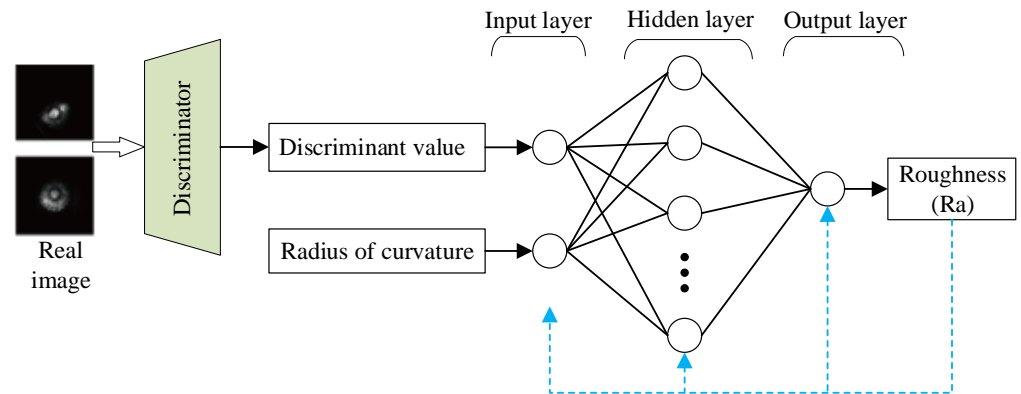 Input layer
Hidden layer
Output layer
Discriminator
Discriminant value
Radius of curvature
Roughness
(Ra)
Real
image